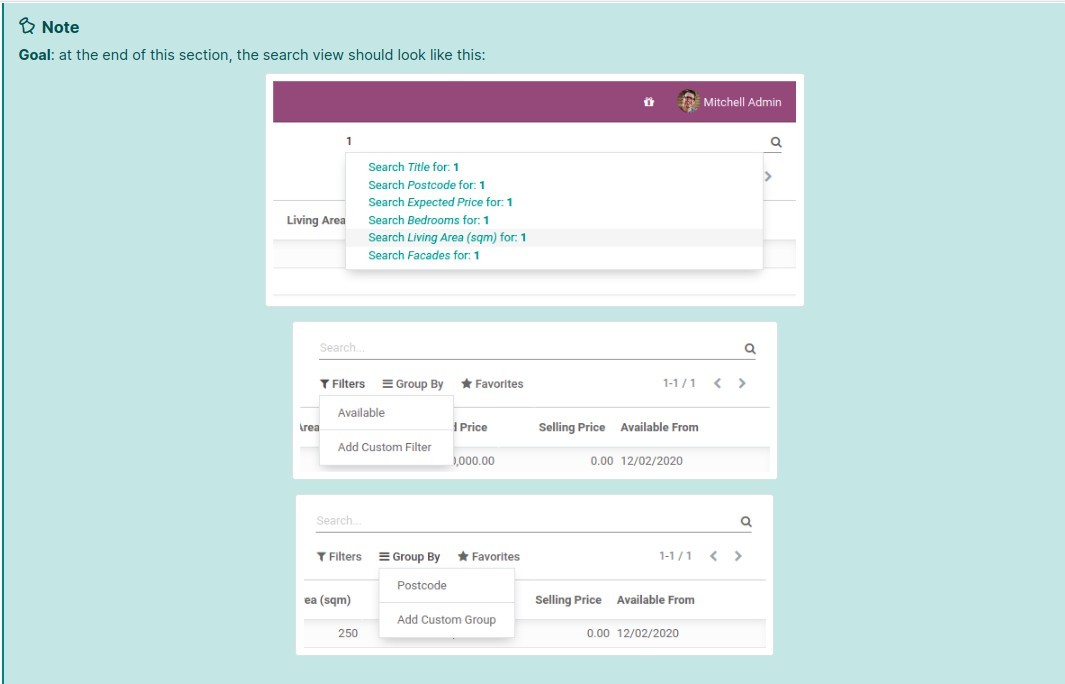 Note
Goal: at the end of this section, the search view should look like this:
Mitchell Admin
1
Search Title for: 1
Search Postcode for: 1
Search Expected Price for: 1
Living Area
Search Bedrooms for: 1
Search Living Area (sqm) for: 1
Search Facades for: 1
Search...
Filters Group By Favorites 1-1 / 1
Available
Area d Price Selling Price Available From
Add Custom Filter
0,000.00 0.00 12/02/2020
Search...
Filters Group By Favorites 1-1 / 1
Postcode
ea (sqm) Selling Price Available From
Add Custom Group
250 0.00 12/02/2020